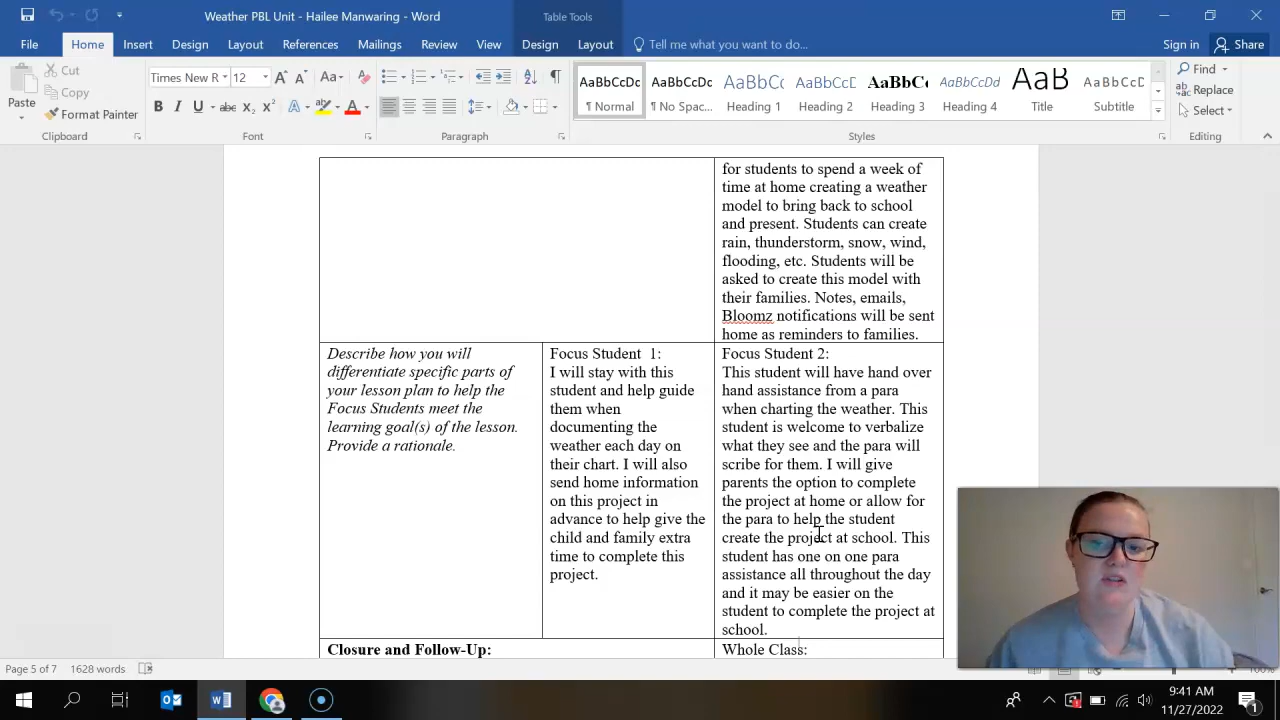 Weather PBL Unit - Hailee Manwaring - Word
Table Tools
File Home Insert Design Layout References Mailings Review View Design Layout Tell me what you want to do... Sign in Share
Paste
Cut
Copy
Format Painter
Times New R 12 Aa
B I U abc x2 x2 A A
AaBbCcDc AaBbCcDc AaBbCc AaBbCcD AaBbCc AaBbCcDd AaB AaBbCcD
¶ Normal ¶ No Spac... Heading 1 Heading 2 Heading 3 Heading 4 Title Subtitle
Find
Replace
Select
Clipboard Font Paragraph Styles Editing
for students to spend a week of
time at home creating a weather
model to bring back to school
and present. Students can create
rain, thunderstorm, snow, wind,
flooding, etc. Students will be
asked to create this model with
their families. Notes, emails,
Bloomz notifications will be sent
home as reminders to families.
Describe how you will
differentiate specific parts of
your lesson plan to help the
Focus Students meet the
learning goal(s) of the lesson.
Provide a rationale.
Focus Student 1:
I will stay with this
student and help guide
them when
documenting the
weather each day on
their chart. I will also
send home information
on this project in
advance to help give the
child and family extra
time to complete this
project.
Focus Student 2:
This student will have hand over
hand assistance from a para
when charting the weather. This
student is welcome to verbalize
what they see and the para will
scribe for them. I will give
parents the option to complete
the project at home or allow for
the para to help the student
create the project at school. This
student has one on one para
assistance all throughout the day
and it may be easier on the
student to complete the project at
school.
Closure and Follow-Up:
Whole Class:
Page 5 of 7 1628 words
9:41 AM
11/27/2022
1